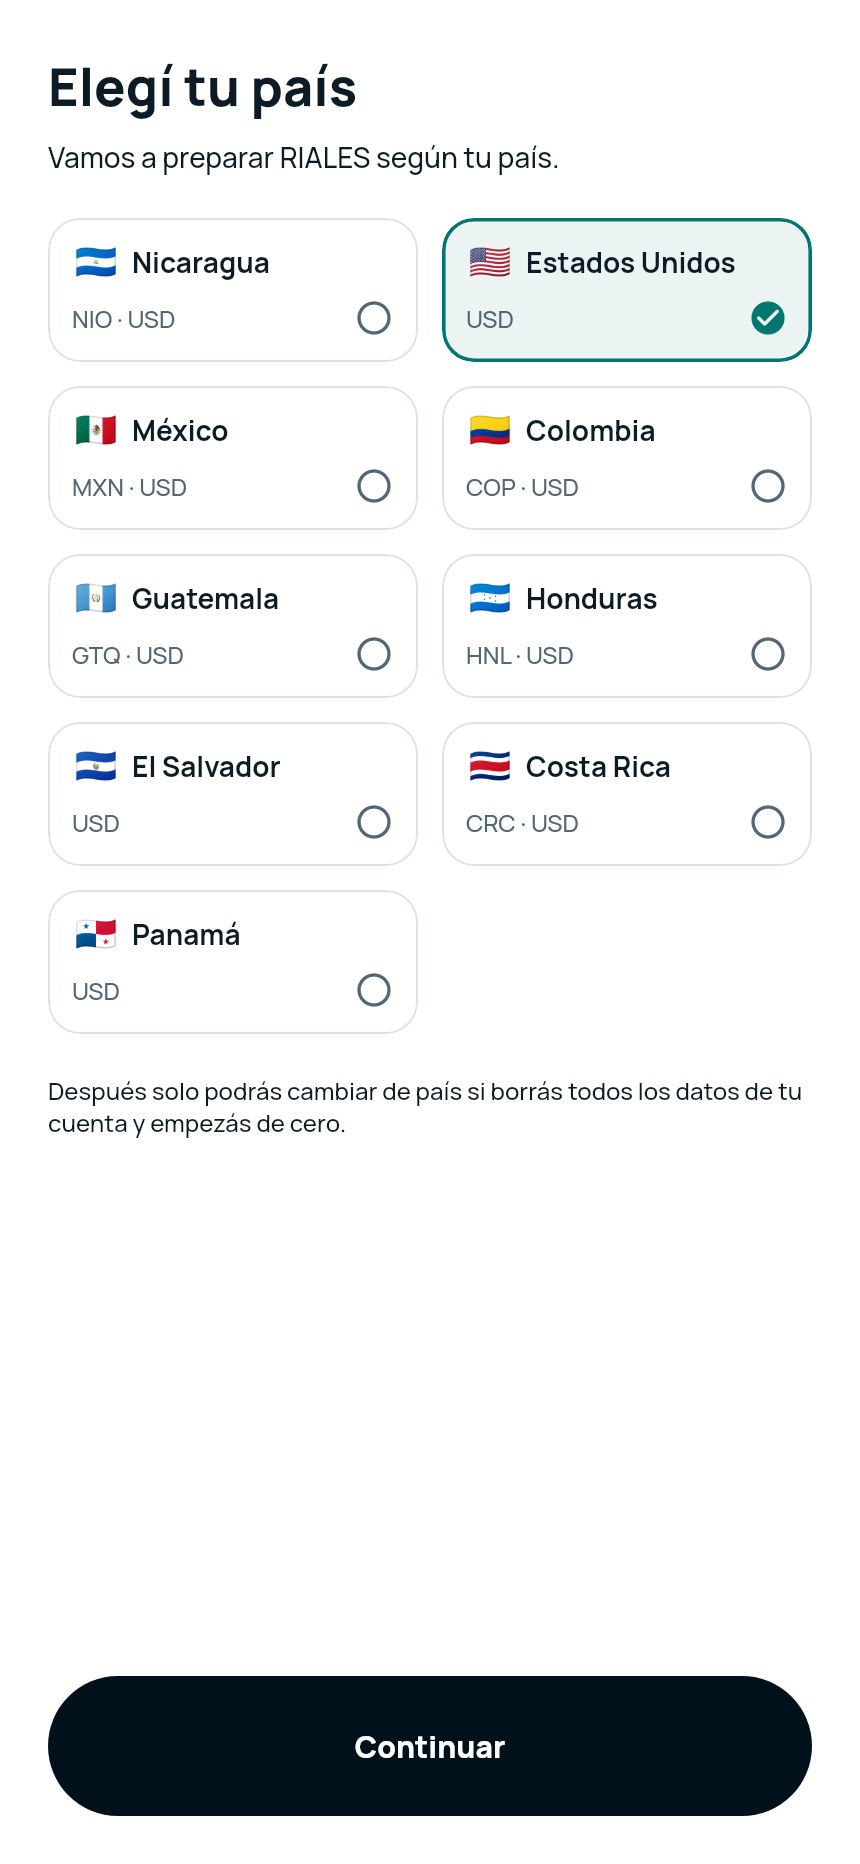 Elegí tu país
Vamos a preparar RIALES según tu país.
Nicaragua
NIO · USD
Estados Unidos
USD
México
MXN · USD
Colombia
COP · USD
Guatemala
GTQ · USD
Honduras
HNL · USD
El Salvador
USD
Costa Rica
CRC · USD
Panamá
USD
Después solo podrás cambiar de país si borrás todos los datos de tu
cuenta y empezás de cero.
Continuar